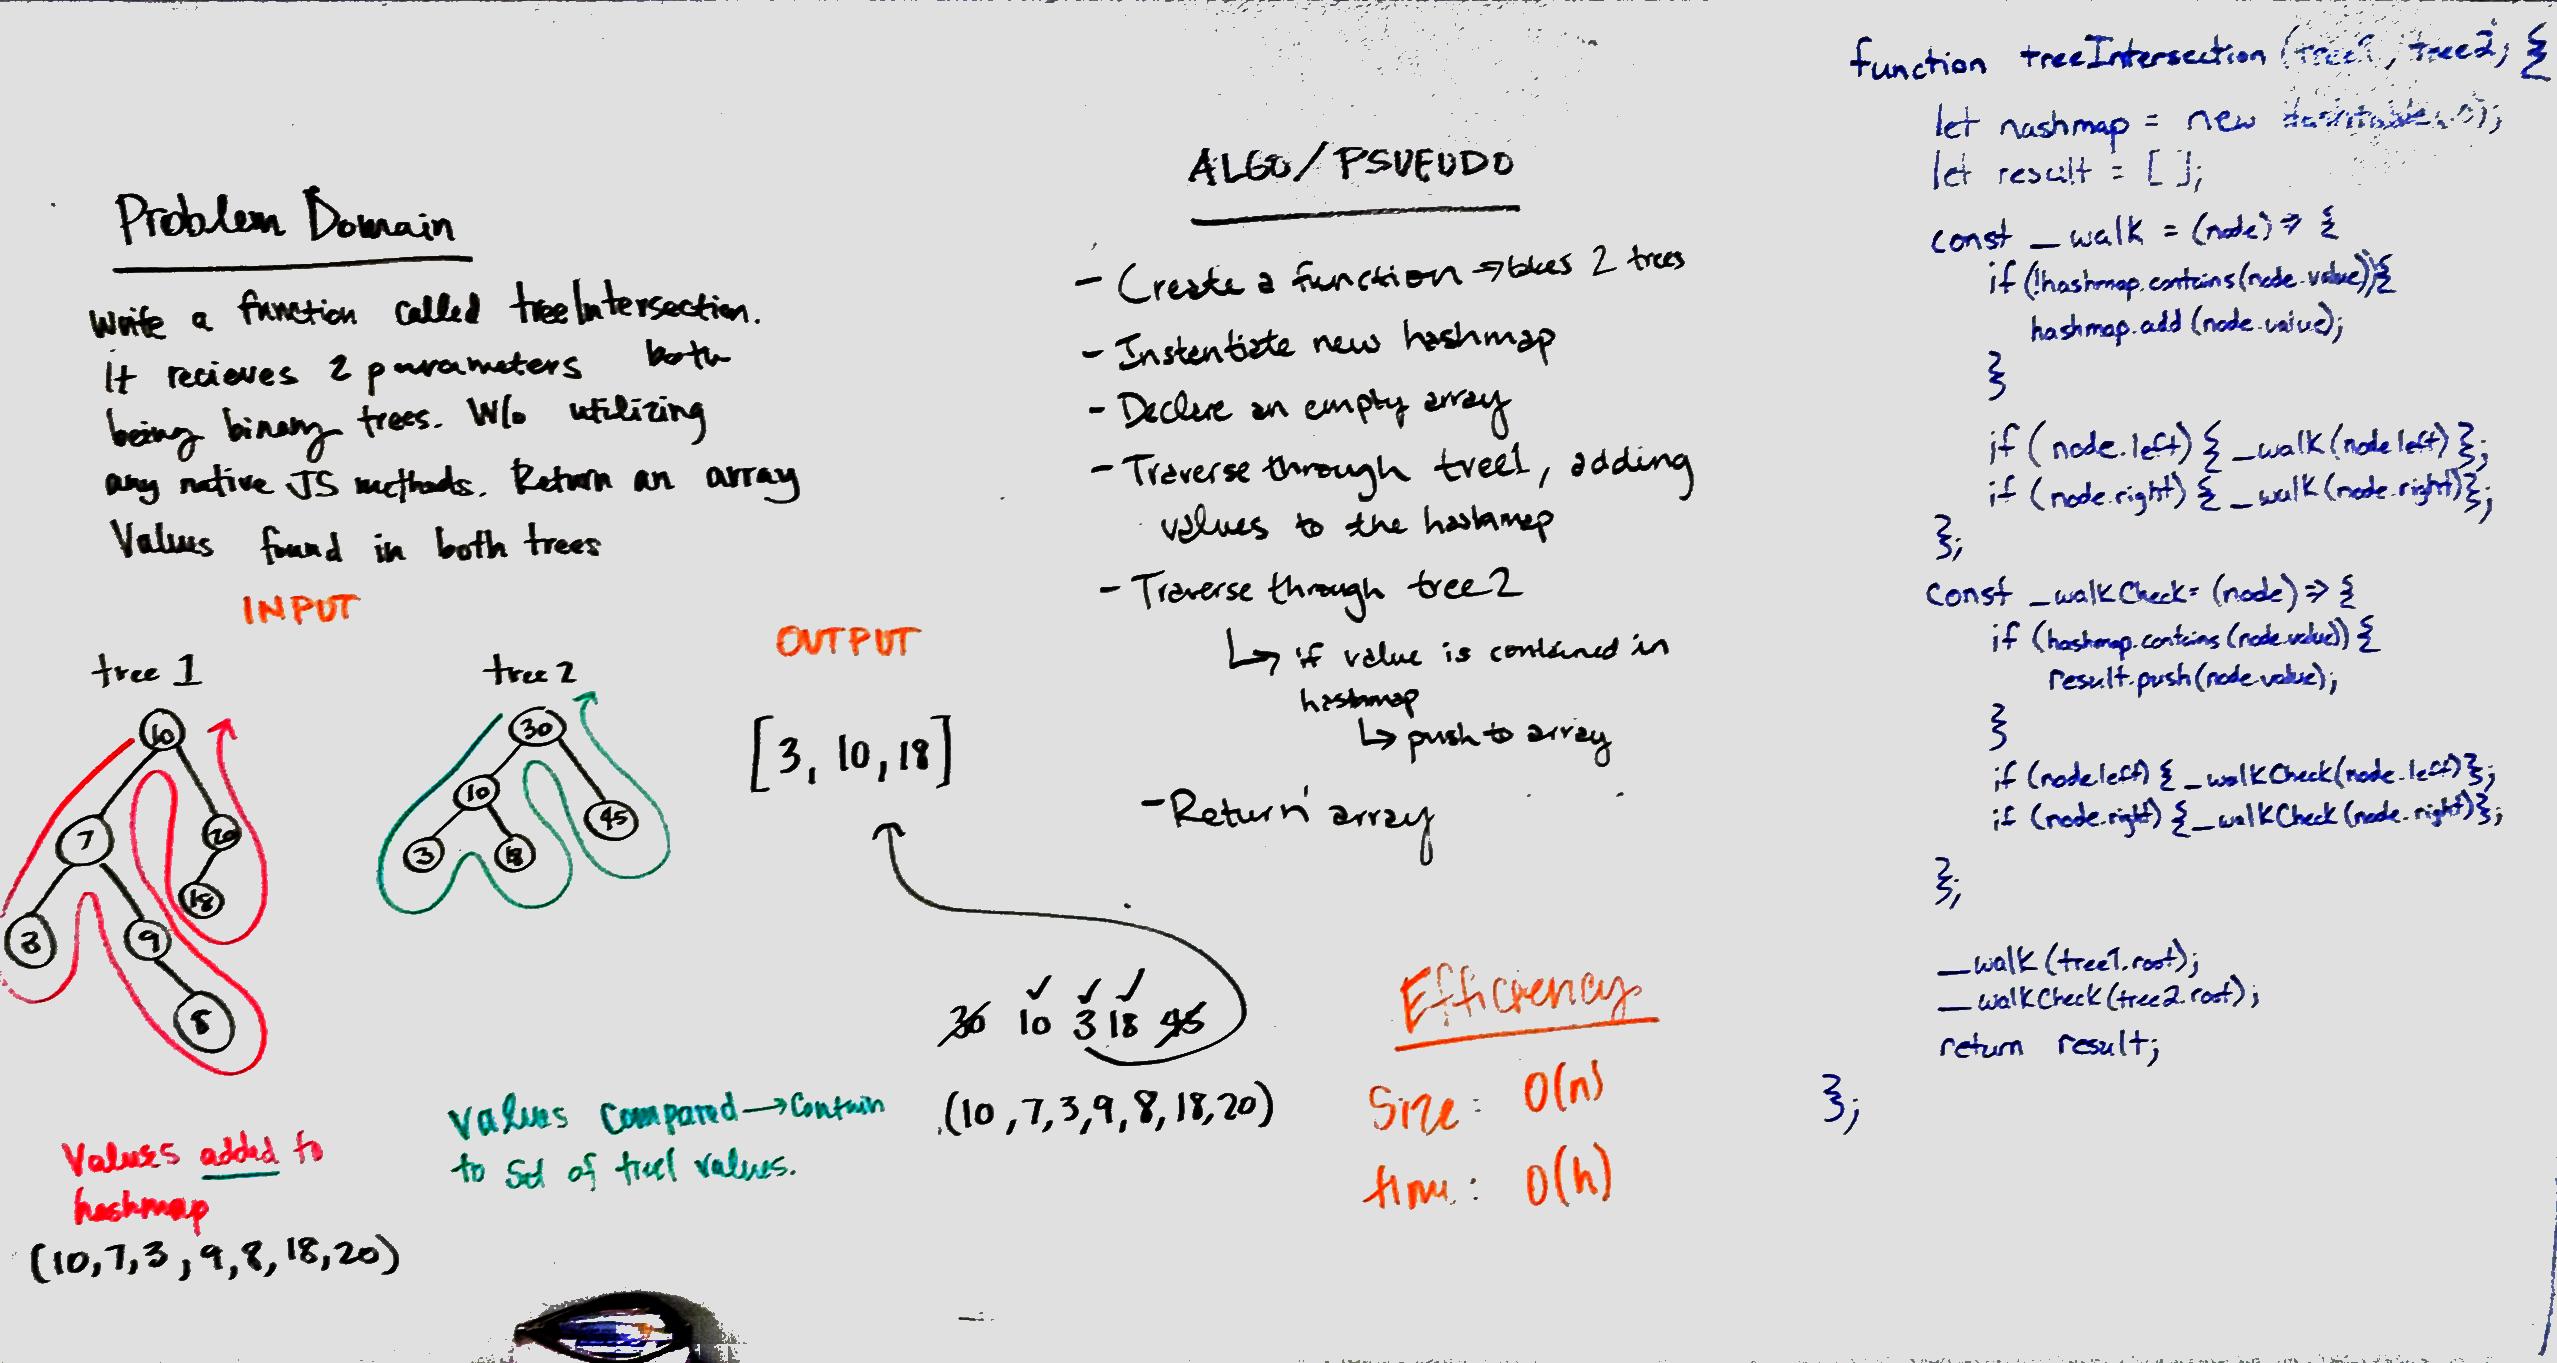 Problem Domain
Write a function called treeIntersection.
it recieves 2 parameters both
being binary trees. W/o utilizing
any native JS methods. Return an array
Values found in both trees
INPUT
tree 1
10
7
20
3
9
18
8
Values added to
hashmap
(10,7,3,9,8,18,20)
tree 2
30
10
45
3
18
Values compared → contain
to set of tree1 values.
OUTPUT
[3, 10, 18]
30 10 3 18 45
(10,7,3,9,8,18,20)
ALGO/PSUEUDO
- Create a function → takes 2 trees
- Instentiate new hashmap
- Declare an empty array
- Traverse through tree1, adding
values to the hashmap
- Traverse through tree2
↳ if value is contained in
hashmap
↳ push to array
- Return array
Efficiency
Size: O(n)
time: O(h)
function treeIntersection (tree1, tree2) {
let hashmap = new
let result = [];
const _walk = (node) => {
if (!hashmap.contains(node.value)){
hashmap.add(node.value);
}
if (node.left) { _walk(node.left) };
if (node.right) { _walk(node.right)};
};
const _walkCheck = (node) => {
if (hashmap.contains(node.value)) {
result.push(node.value);
}
if (node.left) { _walkCheck(node.left)};
if (node.right) { _walkCheck(node.right)};
};
_walk(tree1.root);
_walkCheck(tree2.root);
return result;
};